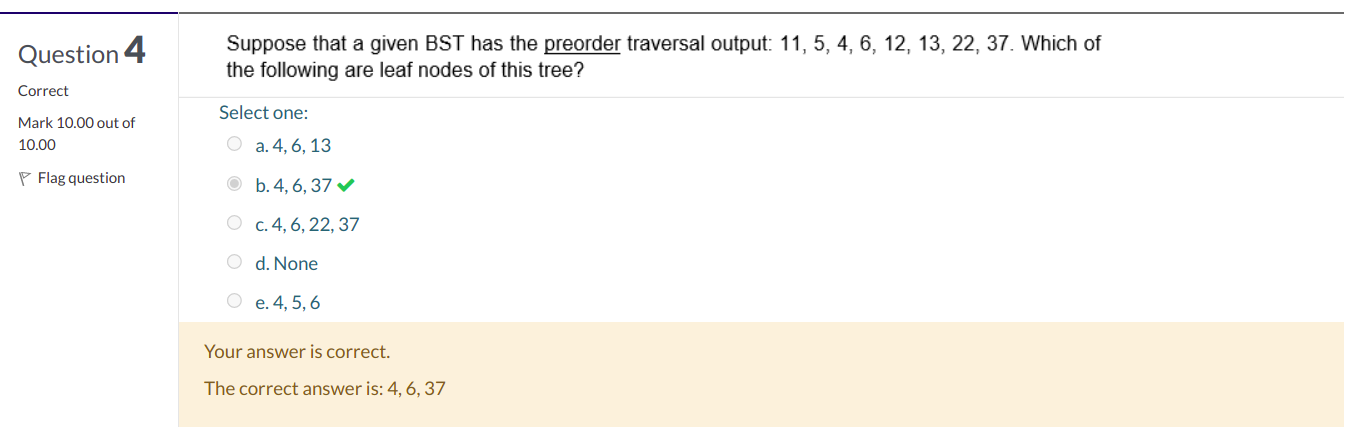 Question 4
Correct
Mark 10.00 out of
10.00
Flag question
Suppose that a given BST has the preorder traversal output: 11, 5, 4, 6, 12, 13, 22, 37. Which of
the following are leaf nodes of this tree?
Select one:
a. 4, 6, 13
b. 4, 6, 37
c. 4, 6, 22, 37
d. None
e. 4, 5, 6
Your answer is correct.
The correct answer is: 4, 6, 37